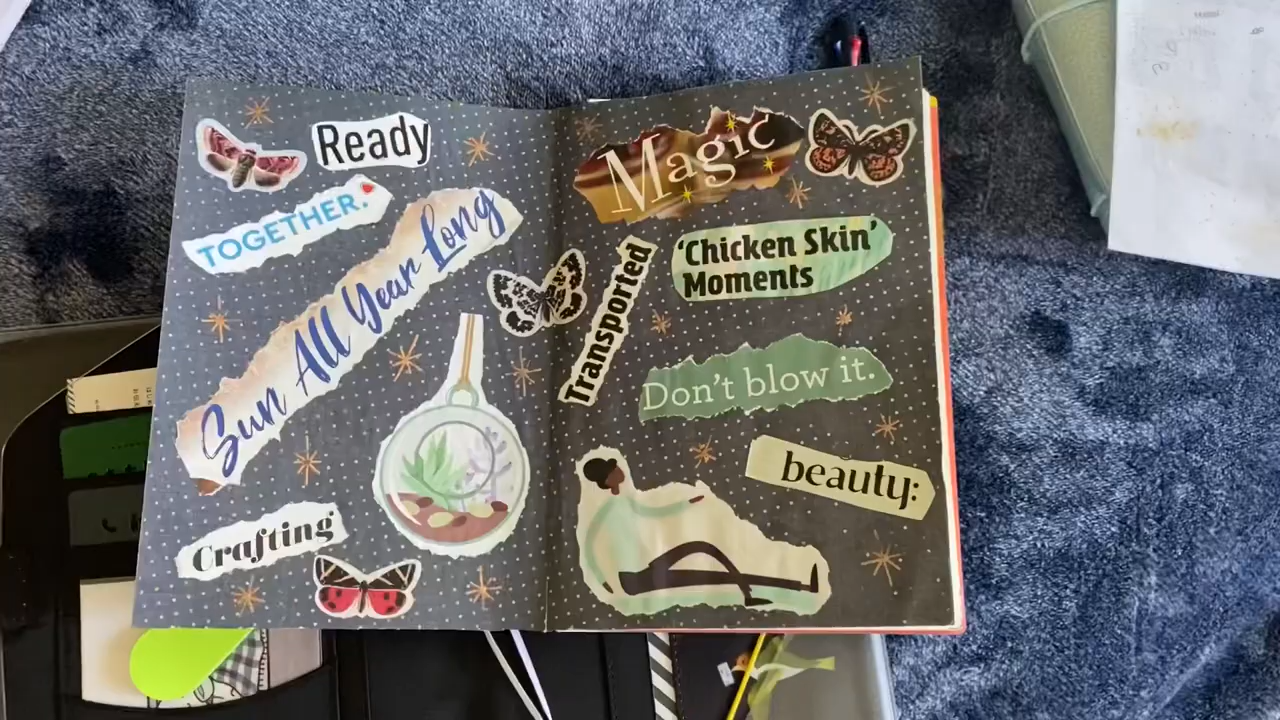 Ready
TOGETHER.
Sun All Year Long
Crafting
Magic
Transported
‘Chicken Skin’
Moments
Don't blow it.
beauty: